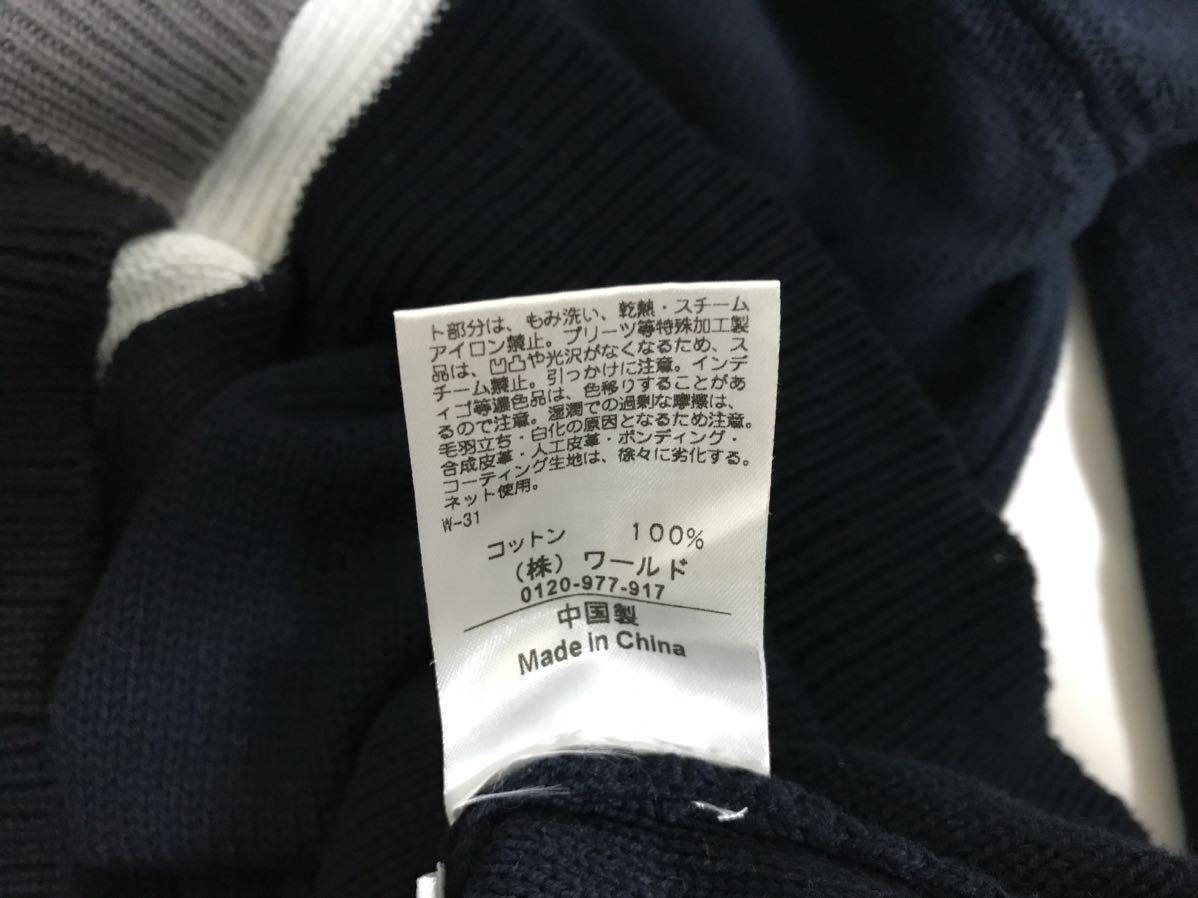 ト部分は、もみ洗い、乾熱・スチーム
アイロン禁止。プリーツ等特殊加工製
品は、凹凸や光沢がなくなるため、ス
チーム禁止。引っかけに注意。インデ
ィゴ等濃色品は、色移りすることがあ
るので注意。湿潤での過剰な摩擦は、
毛羽立ち・白化の原因となるため注意。
合成皮革・人工皮革・ボンディング・
コーティング生地は、徐々に劣化する。
ネット使用。
W-31
コットン 100%
(株) ワールド
0120-977-917
中国製
Made in China